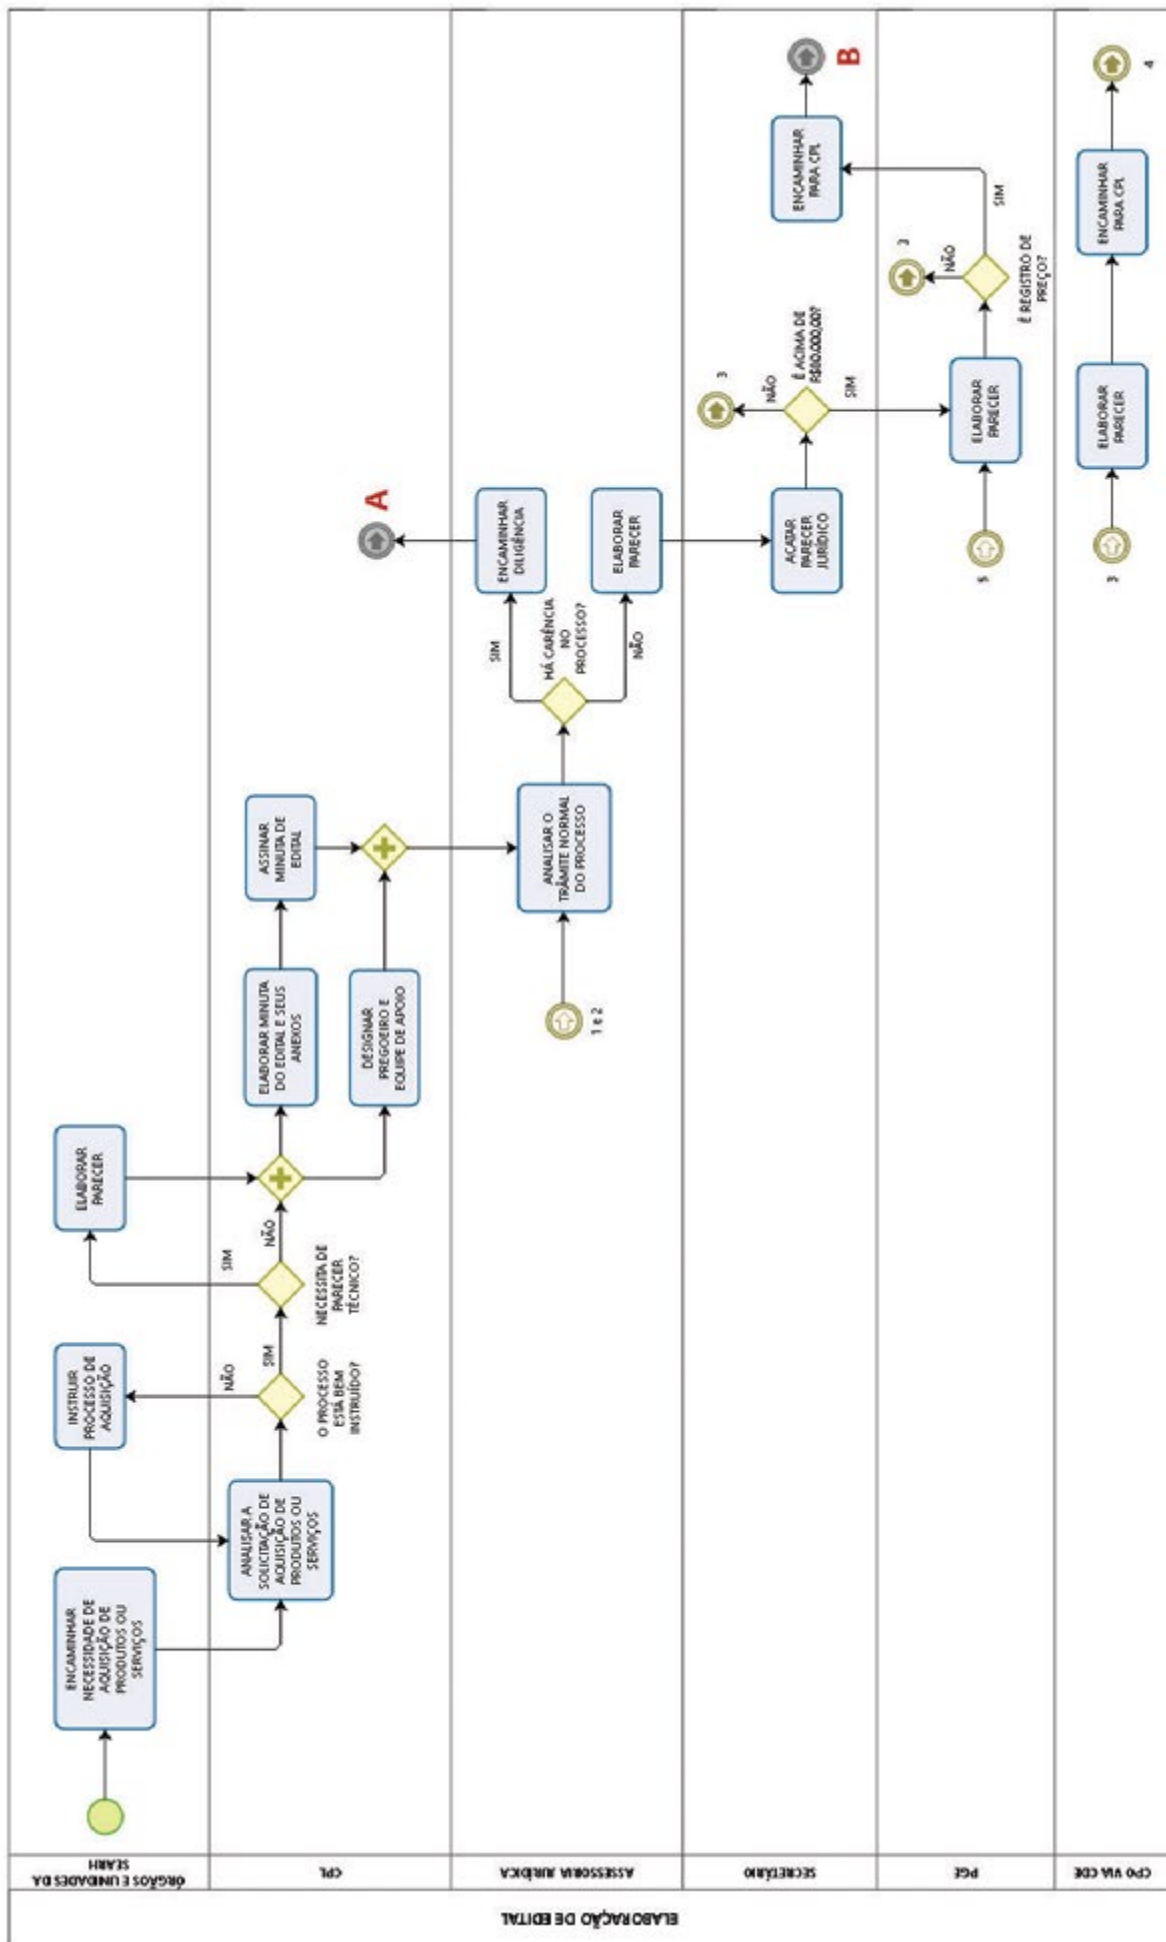 ELABORAÇÃO DE EDITAL
ÓRGÃOS E UNIDADES DA
SEARH
CPL
ASSESSORIA JURÍDICA
SECRETÁRIO
PGE
CPO VIA CDE
ENCAMINHAR
NECESSIDADE DE
AQUISIÇÃO DE
PRODUTOS OU
SERVIÇOS
INSTRUIR
PROCESSO DE
AQUISIÇÃO
ELABORAR
PARECER
ANALISAR A
SOLICITAÇÃO DE
AQUISIÇÃO DE
PRODUTOS OU
SERVIÇOS
NÃO
SIM
O PROCESSO
ESTÁ BEM
INSTRUÍDO?
SIM
NÃO
NECESSITA DE
PARECER
TÉCNICO?
ELABORAR MINUTA
DO EDITAL E SEUS
ANEXOS
ASSINAR
MINUTA DE
EDITAL
DESIGNAR
PREGOEIRO E
EQUIPE DE APOIO
A
1 e 2
ANALISAR O
TRÂMITE NORMAL
DO PROCESSO
SIM
HÁ CARÊNCIA
NO
PROCESSO?
NÃO
ENCAMINHAR
DILIGÊNCIA
ELABORAR
PARECER
ACATAR
PARECER
JURÍDICO
3
NÃO
É ACIMA DE
R$80.000,00?
SIM
ENCAMINHAR
PARA CPL
B
5
ELABORAR
PARECER
3
NÃO
SIM
É REGISTRO DE
PREÇO?
3
ELABORAR
PARECER
ENCAMINHAR
PARA CPL
4